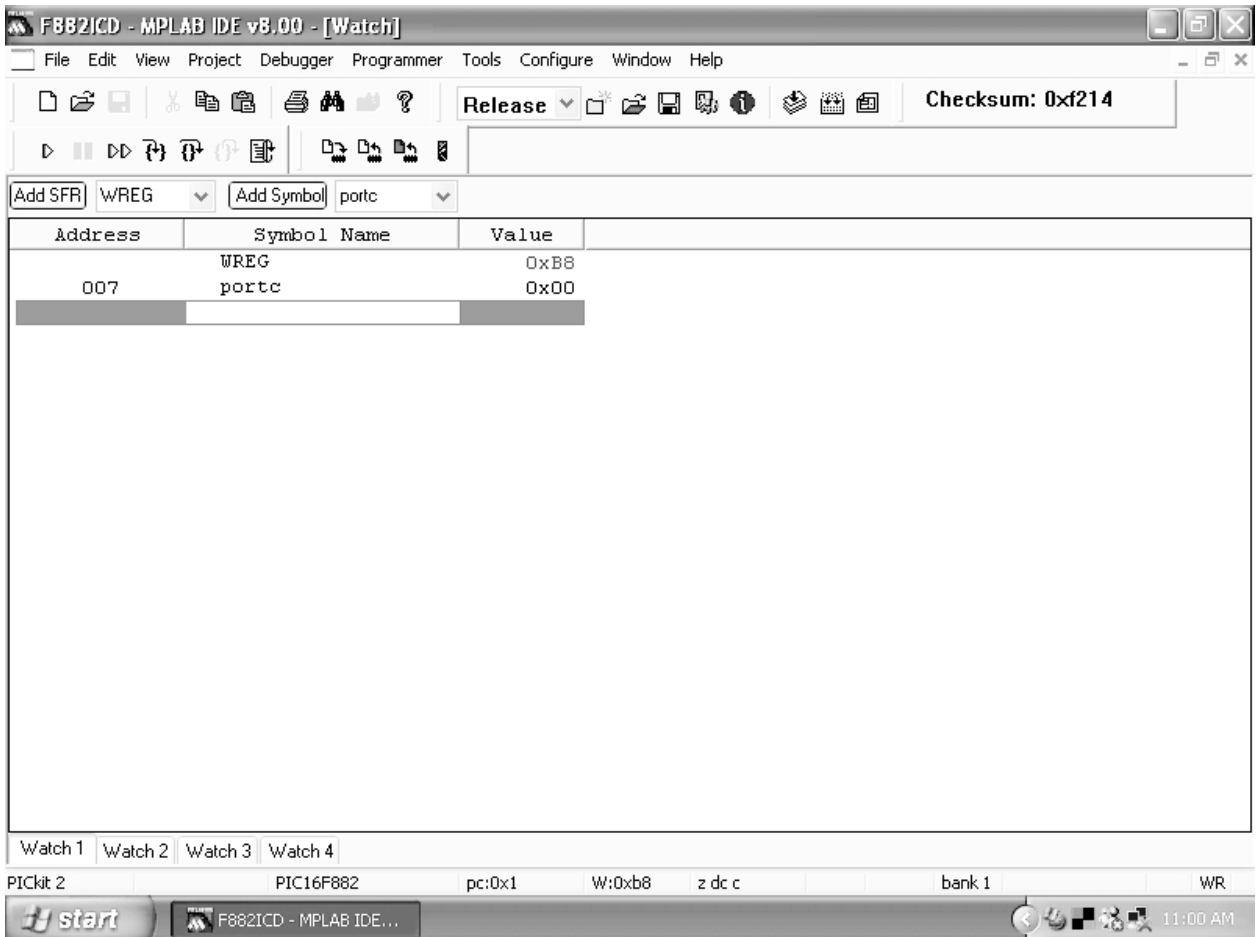 F882ICD - MPLAB IDE v8.00 - [Watch]
File Edit View Project Debugger Programmer Tools Configure Window Help
Release Checksum: 0xf214
Add SFR WREG Add Symbol portc
Address Symbol Name Value
WREG 0xB8
007 portc 0x00
Watch 1 Watch 2 Watch 3 Watch 4
PICkit 2 PIC16F882 pc:0x1 W:0xb8 z dc c bank 1 WR
start F882ICD - MPLAB IDE... 11:00 AM